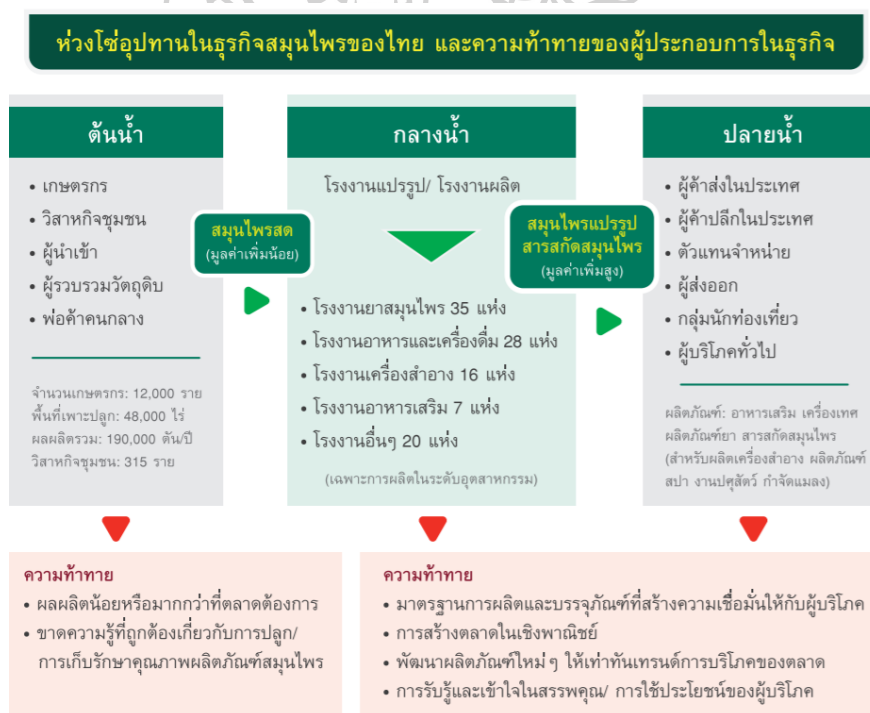 ห่วงโซ่อุปทานในธุรกิจสมุนไพรของไทย และความท้าทายของผู้ประกอบการในธุรกิจ
ต้นน้ำ
• เกษตรกร
• วิสาหกิจชุมชน
• ผู้นำเข้า
• ผู้รวบรวมวัตถุดิบ
• พ่อค้าคนกลาง
จำนวนเกษตรกร: 12,000 ราย
พื้นที่เพาะปลูก: 48,000 ไร่
ผลผลิตรวม: 190,000 ตัน/ปี
วิสาหกิจชุมชน: 315 ราย
สมุนไพรสด
(มูลค่าเพิ่มน้อย)
กลางน้ำ
โรงงานแปรรูป/ โรงงานผลิต
• โรงงานยาสมุนไพร 35 แห่ง
• โรงงานอาหารและเครื่องดื่ม 28 แห่ง
• โรงงานเครื่องสำอาง 16 แห่ง
• โรงงานอาหารเสริม 7 แห่ง
• โรงงานอื่นๆ 20 แห่ง
(เฉพาะการผลิตในระดับอุตสาหกรรม)
สมุนไพรแปรรูป
สารสกัดสมุนไพร
(มูลค่าเพิ่มสูง)
ปลายน้ำ
• ผู้ค้าส่งในประเทศ
• ผู้ค้าปลีกในประเทศ
• ตัวแทนจำหน่าย
• ผู้ส่งออก
• กลุ่มนักท่องเที่ยว
• ผู้บริโภคทั่วไป
ผลิตภัณฑ์: อาหารเสริม เครื่องเทศ
ผลิตภัณฑ์ยา สารสกัดสมุนไพร
(สำหรับผลิตเครื่องสำอาง ผลิตภัณฑ์
สปา งานปศุสัตว์ กำจัดแมลง)
ความท้าทาย
• ผลผลิตน้อยหรือมากกว่าที่ตลาดต้องการ
• ขาดความรู้ที่ถูกต้องเกี่ยวกับการปลูก/
การเก็บรักษาคุณภาพผลิตภัณฑ์สมุนไพร
ความท้าทาย
• มาตรฐานการผลิตและบรรจุภัณฑ์ที่สร้างความเชื่อมั่นให้กับผู้บริโภค
• การสร้างตลาดในเชิงพาณิชย์
• พัฒนาผลิตภัณฑ์ใหม่ๆ ให้เท่าทันเทรนด์การบริโภคของตลาด
• การรับรู้และเข้าใจในสรรพคุณ/ การใช้ประโยชน์ของผู้บริโภค